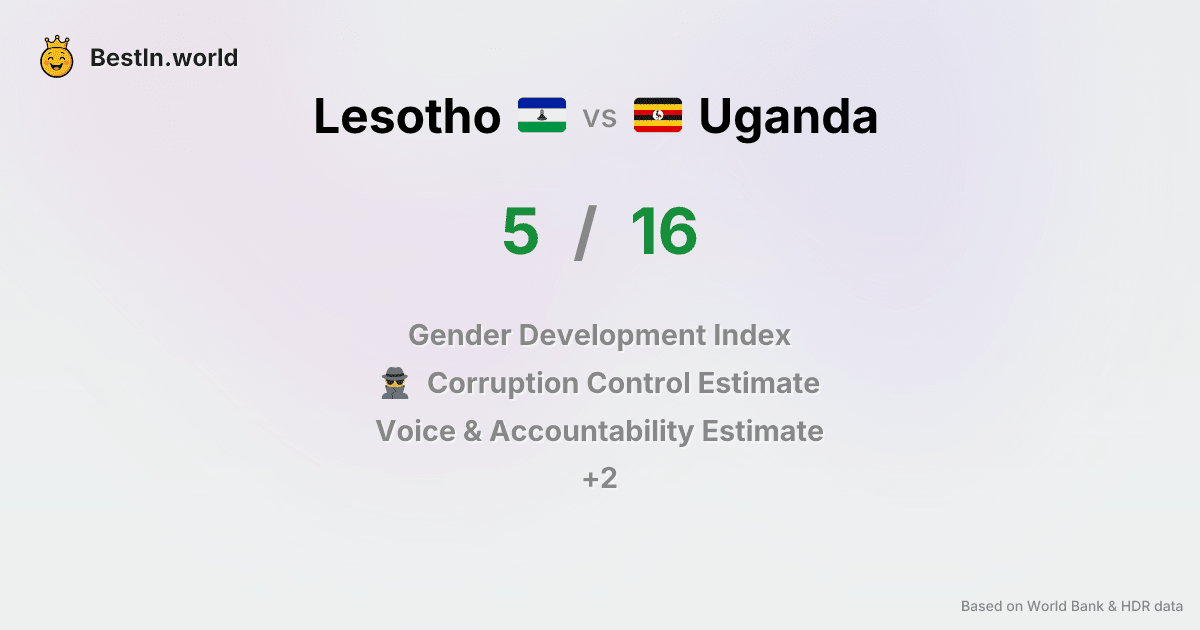 BestIn.world
Lesotho vs Uganda
5 / 16
Gender Development Index
Corruption Control Estimate
Voice & Accountability Estimate
+2
Based on World Bank & HDR data